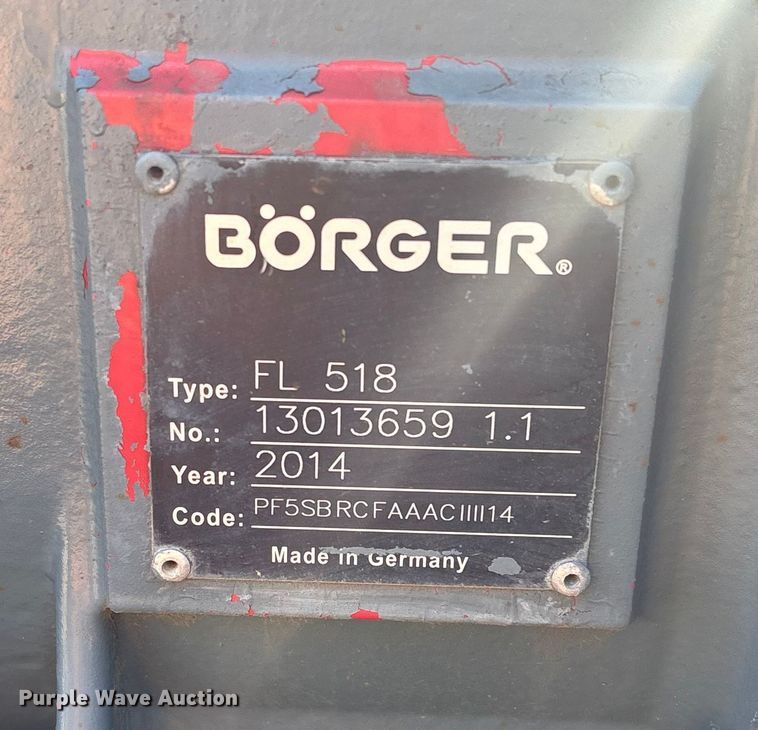 BÖRGER®
Type: FL 518
No.: 13013659 1.1
Year: 2014
Code: PF5SBRCFAAACIIII14
Made in Germany
Purple Wave Auction